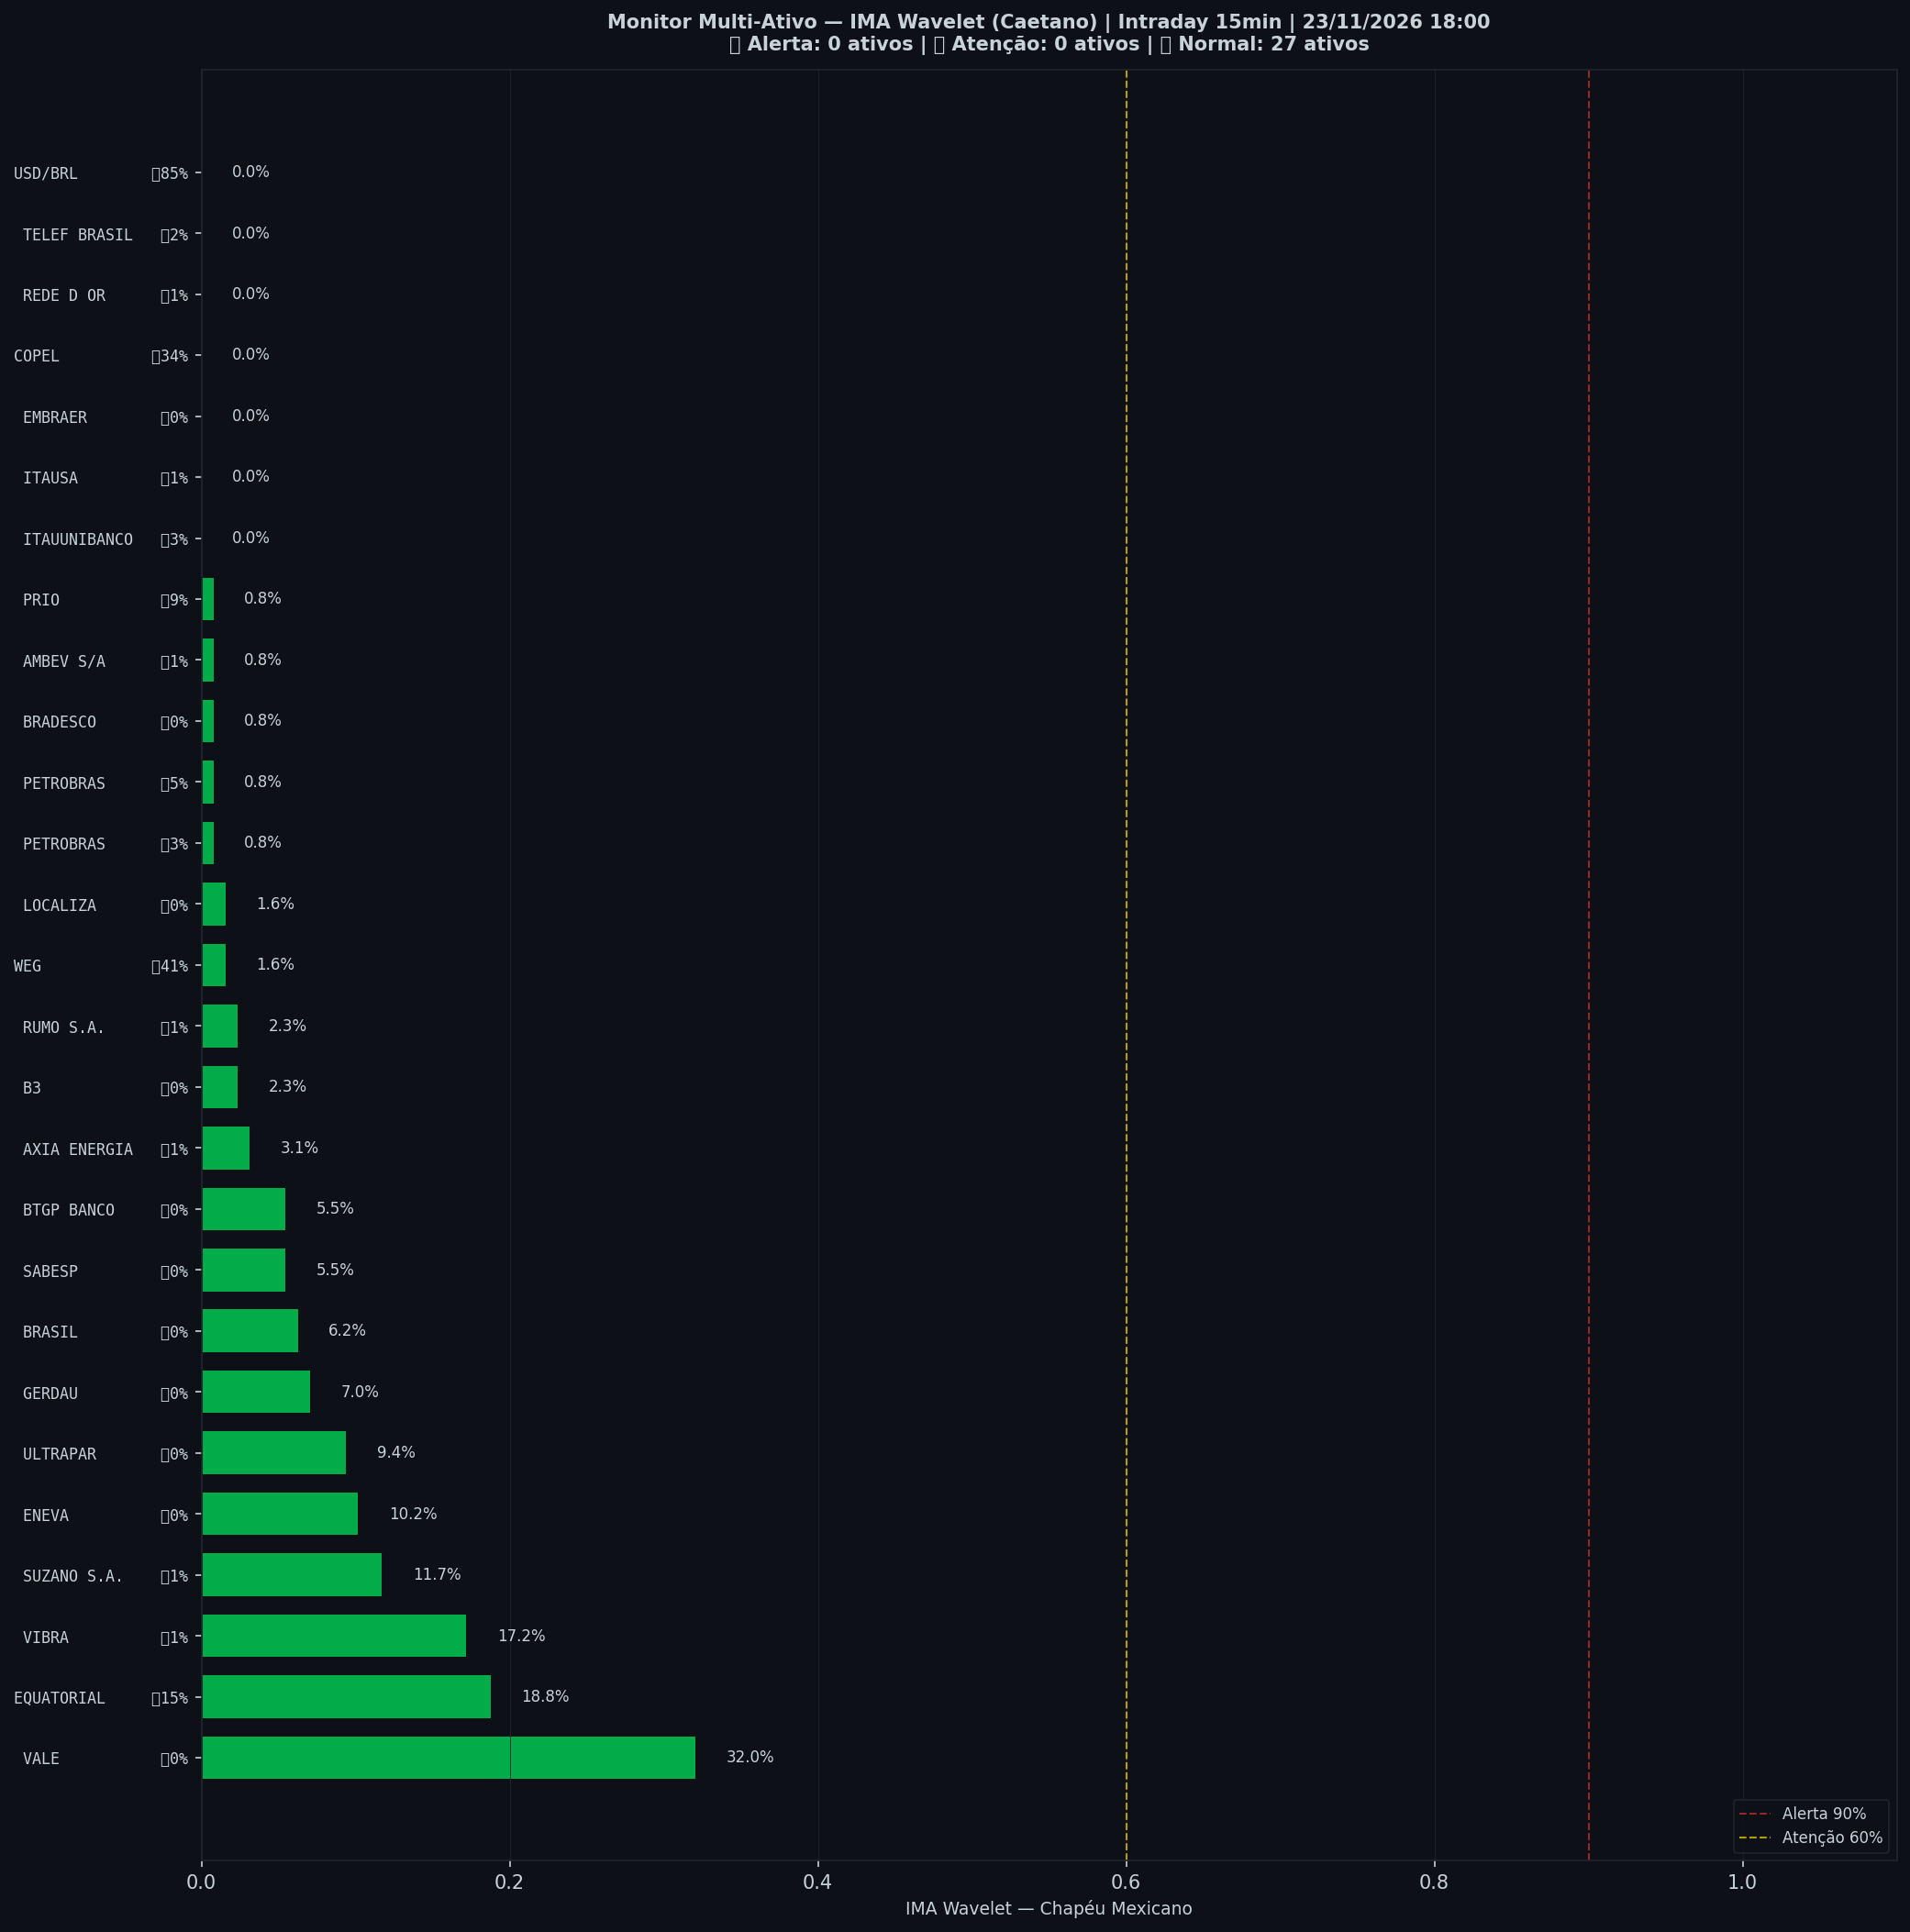 Monitor Multi-Ativo — IMA Wavelet (Caetano) | Intraday 15min | 23/11/2026 18:00
▯ Alerta: 0 ativos | ▯ Atenção: 0 ativos | ▯ Normal: 27 ativos
USD/BRL ▯85% 0.0%
TELEF BRASIL ▯2% 0.0%
REDE D OR ▯1% 0.0%
COPEL ▯34% 0.0%
EMBRAER ▯0% 0.0%
ITAUSA ▯1% 0.0%
ITAUUNIBANCO ▯3% 0.0%
PRIO ▯9% 0.8%
AMBEV S/A ▯1% 0.8%
BRADESCO ▯0% 0.8%
PETROBRAS ▯5% 0.8%
PETROBRAS ▯3% 0.8%
LOCALIZA ▯0% 1.6%
WEG ▯41% 1.6%
RUMO S.A. ▯1% 2.3%
B3 ▯0% 2.3%
AXIA ENERGIA ▯1% 3.1%
BTGP BANCO ▯0% 5.5%
SABESP ▯0% 5.5%
BRASIL ▯0% 6.2%
GERDAU ▯0% 7.0%
ULTRAPAR ▯0% 9.4%
ENEVA ▯0% 10.2%
SUZANO S.A. ▯1% 11.7%
VIBRA ▯1% 17.2%
EQUATORIAL ▯15% 18.8%
VALE ▯0% 32.0%
Alerta 90%
Atenção 60%
0.0 0.2 0.4 0.6 0.8 1.0
IMA Wavelet — Chapéu Mexicano